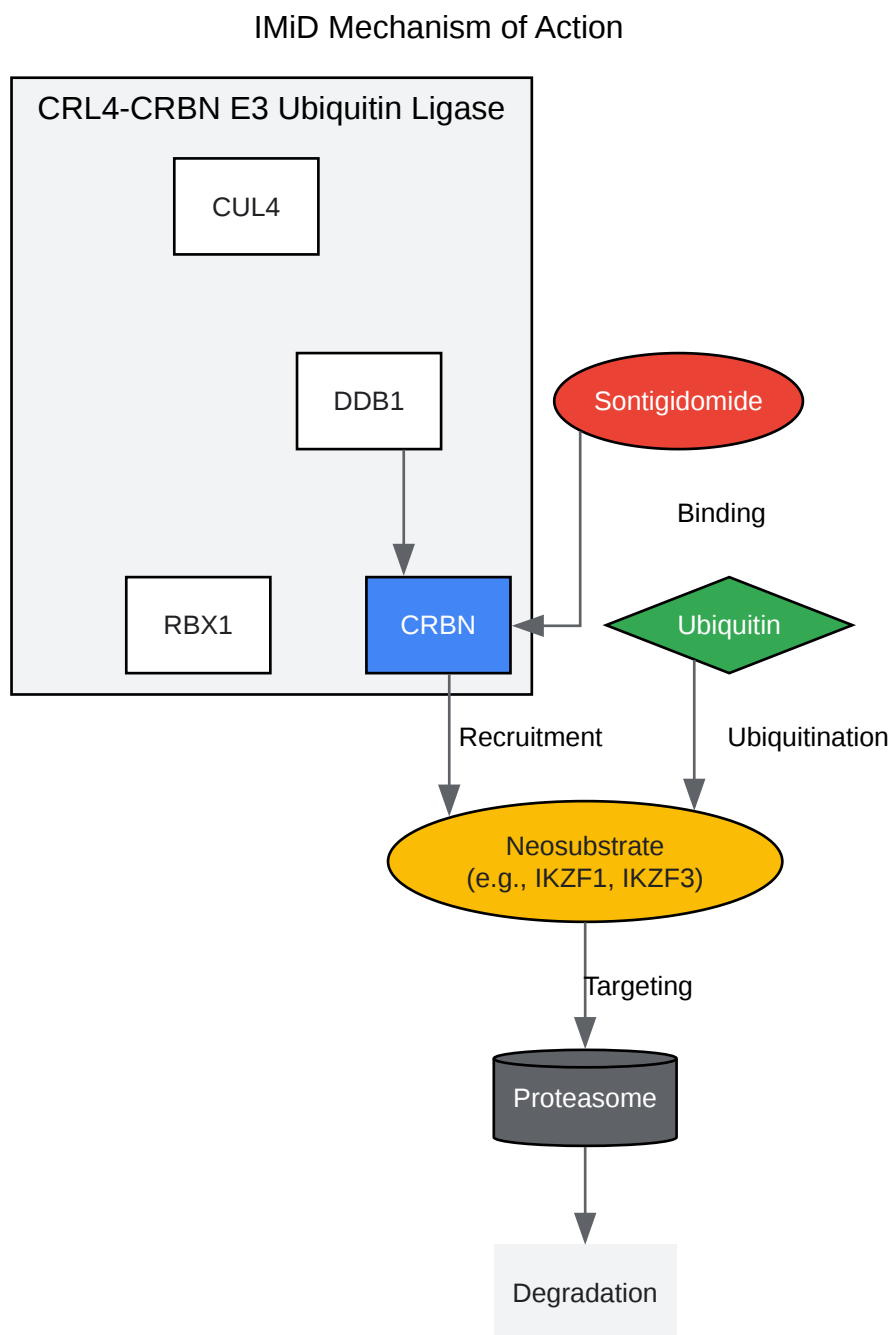 IMiD Mechanism of Action
CRL4-CRBN E3 Ubiquitin Ligase
CUL4
DDB1
Sontigidomide
Binding
RBX1
CRBN
Ubiquitin
Recruitment
Ubiquitination
Neosubstrate
(e.g., IKZF1, IKZF3)
Targeting
Proteasome
Degradation